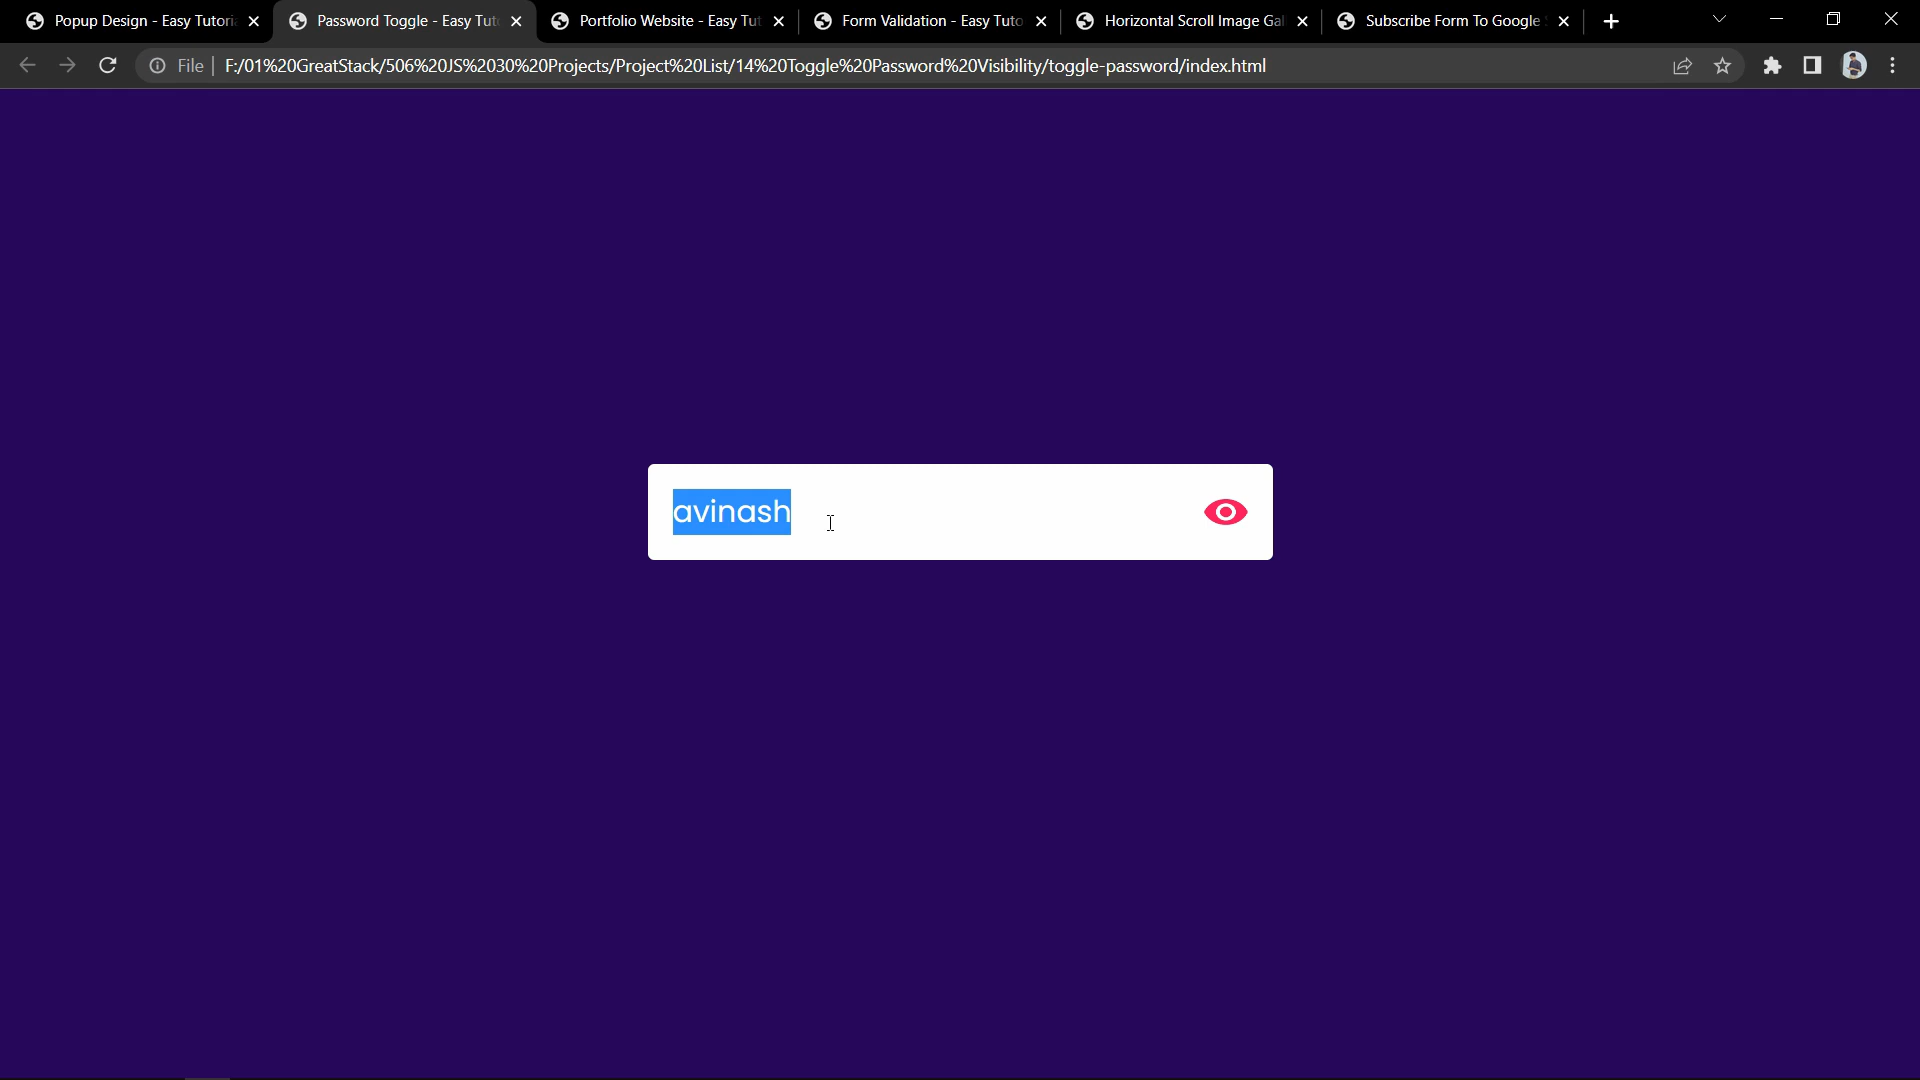 Popup Design - Easy Tutori
Password Toggle - Easy Tut
Portfolio Website - Easy Tut
Form Validation - Easy Tuto
Horizontal Scroll Image Gal
Subscribe Form To Google
File
F:/01%20GreatStack/506%20JS%2030%20Projects/Project%20List/14%20Toggle%20Password%20Visibility/toggle-password/index.html
avinash